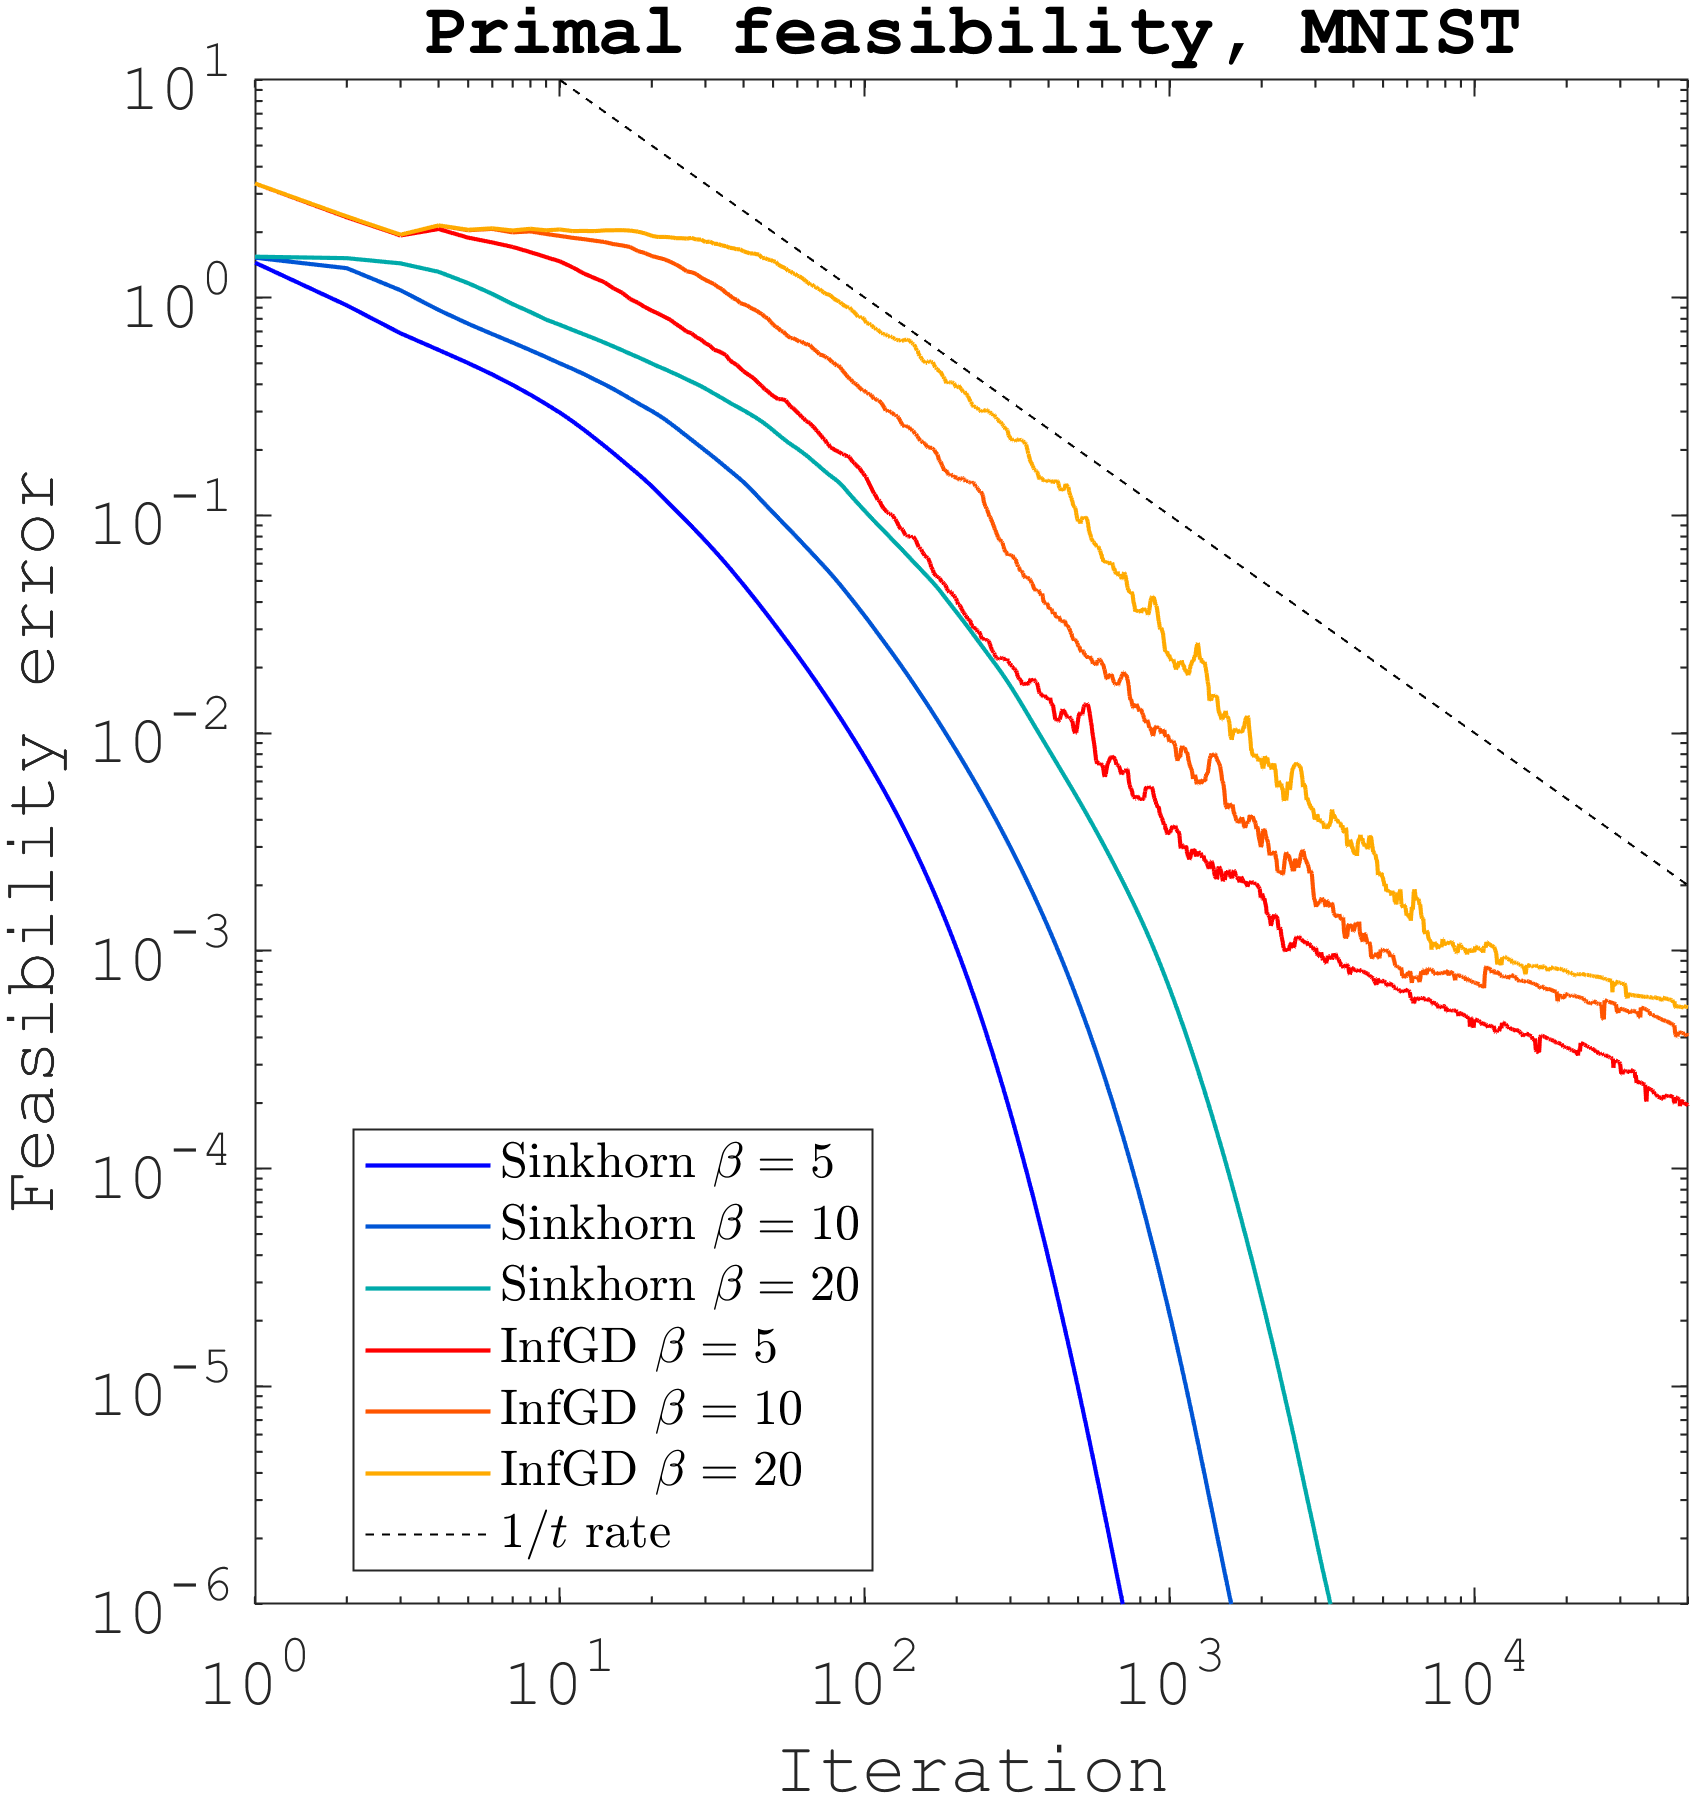 Primal feasibility, MNIST
10^1
10^0
10^-1
10^-2
10^-3
10^-4
10^-5
10^-6
Feasibility error
Sinkhorn β = 5
Sinkhorn β = 10
Sinkhorn β = 20
InfGD β = 5
InfGD β = 10
InfGD β = 20
1/t rate
10^0 10^1 10^2 10^3 10^4
Iteration